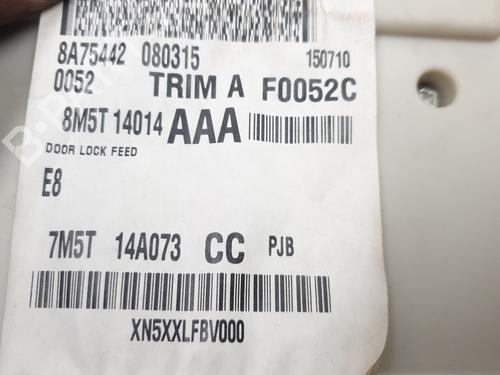 8A75442 080315 150710
0052 TRIM A F0052C
8M5T 14014 AAA
DOOR LOCK FEED
E8
7M5T 14A073 CC PJB
XN5XXLFBV000